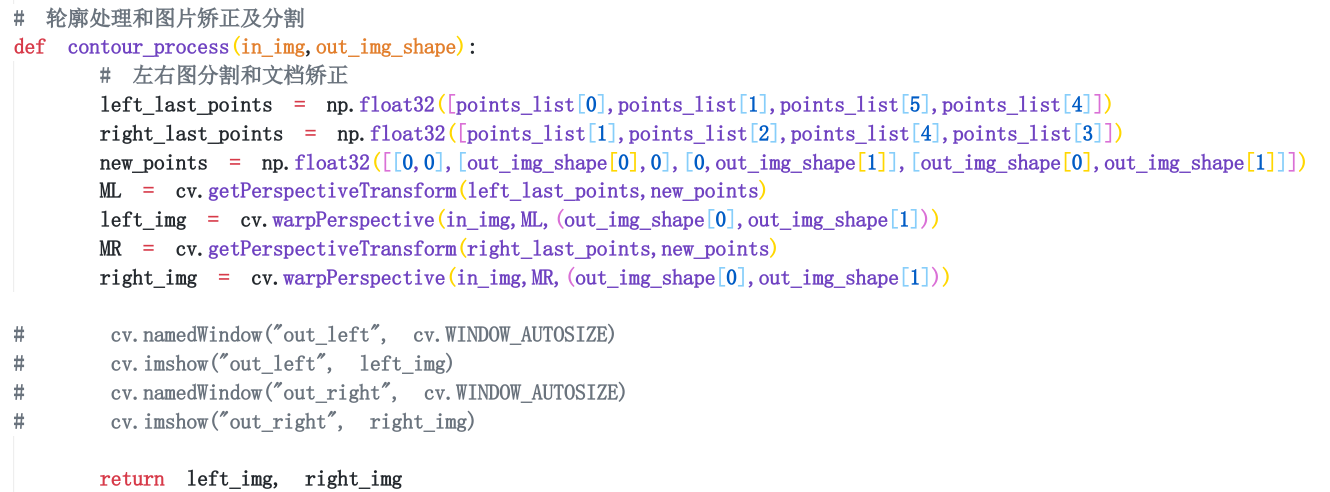 #  轮廓处理和图片矫正及分割
def  contour_process(in_img,out_img_shape):
        #  左右图分割和文档矫正
        left_last_points  =  np.float32([points_list[0],points_list[1],points_list[5],points_list[4]])
        right_last_points  =  np.float32([points_list[1],points_list[2],points_list[4],points_list[3]])
        new_points  =  np.float32([[0,0],[out_img_shape[0],0],[0,out_img_shape[1]],[out_img_shape[0],out_img_shape[1]]])
        ML  =  cv.getPerspectiveTransform(left_last_points,new_points)
        left_img  =  cv.warpPerspective(in_img,ML,(out_img_shape[0],out_img_shape[1]))
        MR  =  cv.getPerspectiveTransform(right_last_points,new_points)
        right_img  =  cv.warpPerspective(in_img,MR,(out_img_shape[0],out_img_shape[1]))
#        cv.namedWindow("out_left",  cv.WINDOW_AUTOSIZE)
#        cv.imshow("out_left",  left_img)
#        cv.namedWindow("out_right",  cv.WINDOW_AUTOSIZE)
#        cv.imshow("out_right",  right_img)
        return  left_img,  right_img